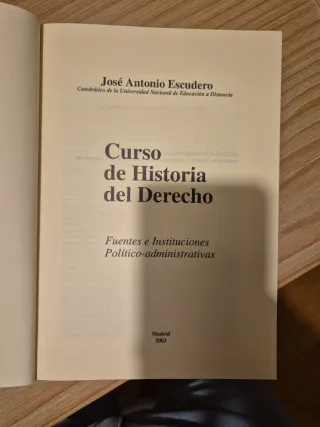 José Antonio Escudero
Catedrático de la Universidad Nacional de Educación a Distancia
Curso
de Historia
del Derecho
Fuentes e Instituciones
Político-administrativas
Madrid
2003